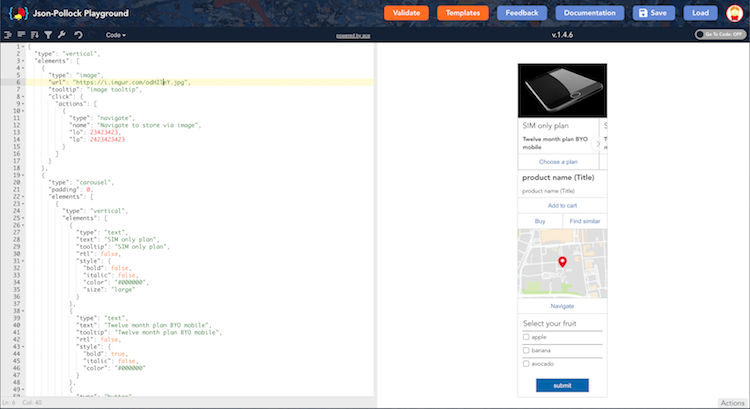 Json-Pollock Playground
Validate
Templates
Feedback
Documentation
Save
Load
Code
powered by ace
v.1.4.6
Go To Code: OFF
1 {
2 "type": "vertical",
3 "elements": [
4 {
5 "type": "image",
6 "url": "https://i.imgur.com/odHIleY.jpg",
7 "tooltip": "image tooltip",
8 "click": {
9 "actions": [
10 {
11 "type": "navigate",
12 "name": "Navigate to store via image",
13 "lo": 23423423,
14 "la": 2423423423
15 }
16 ]
17 }
18 },
19 {
20 "type": "carousel",
21 "padding": 0,
22 "elements": [
23 {
24 "type": "vertical",
25 "elements": [
26 {
27 "type": "text",
28 "text": "SIM only plan",
29 "tooltip": "SIM only plan",
30 "rtl": false,
31 "style": {
32 "bold": false,
33 "italic": false,
34 "color": "#000000",
35 "size": "large"
36 }
37 },
38 {
39 "type": "text",
40 "text": "Twelve month plan BYO mobile",
41 "tooltip": "Twelve month plan BYO mobile",
42 "rtl": false,
43 "style": {
44 "bold": true,
45 "italic": false,
46 "color": "#000000"
47 }
48 },
49 {
Ln: 6 Col: 40
SIM only plan
Twelve month plan BYO
mobile
Choose a plan
product name (Title)
product name (Title)
Add to cart
Buy Find similar
Navigate
Select your fruit
apple
banana
avocado
submit
Actions